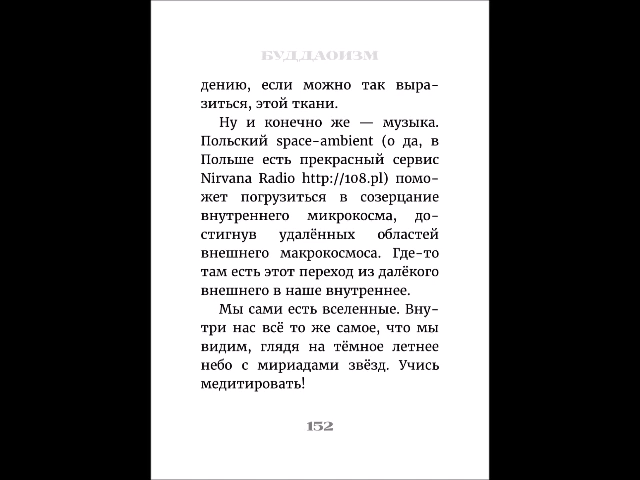 БУДДАОИЗМ
дению, если можно так выра-
зиться, этой ткани.
Ну и конечно же — музыка.
Польский space-ambient (о да, в
Польше есть прекрасный сервис
Nirvana Radio http://108.pl) помо-
жет погрузиться в созерцание
внутреннего микрокосма, до-
стигнув удалённых областей
внешнего макрокосмоса. Где-то
там есть этот переход из далёкого
внешнего в наше внутреннее.
Мы сами есть вселенные. Вну-
три нас всё то же самое, что мы
видим, глядя на тёмное летнее
небо с мириадами звёзд. Учись
медитировать!
152